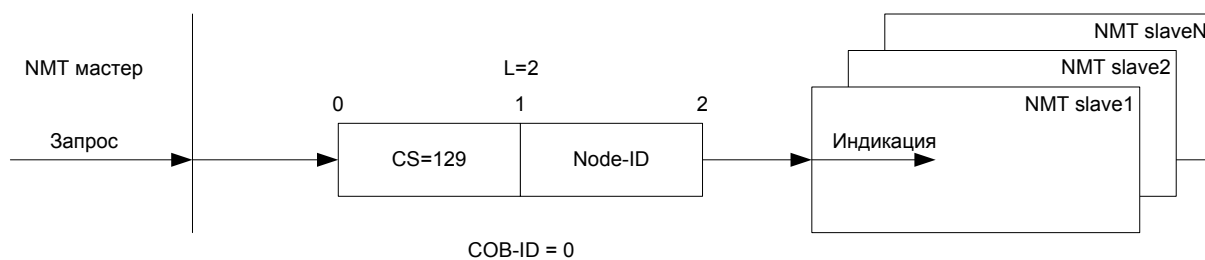 NMT slaveN
NMT мастер
L=2
NMT slave2
0 1 2
NMT slave1
Запрос
CS=129
Node-ID
Индикация
COB-ID = 0